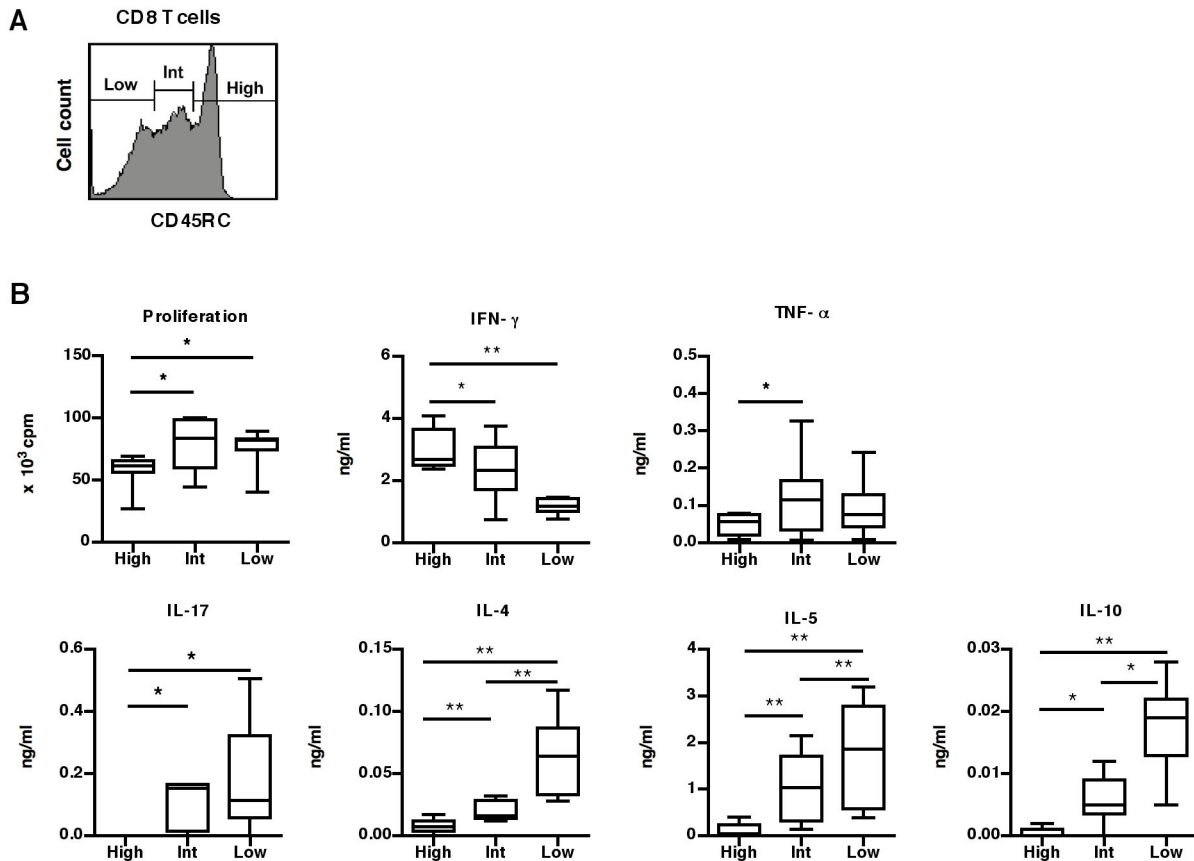 A
CD8 T cells
Low
Int
High
Cell count
CD45RC
B
Proliferation
150
100
50
0
x 10³ cpm
*
*
High Int Low
IFN- γ
6
4
2
0
ng/ml
**
*
High Int Low
TNF- α
0.5
0.4
0.3
0.2
0.1
0.0
ng/ml
*
High Int Low
IL-17
0.6
0.4
0.2
0.0
ng/ml
*
*
High Int Low
IL-4
0.15
0.10
0.05
0.00
ng/ml
**
**
**
High Int Low
IL-5
4
3
2
1
0
ng/ml
**
**
**
High Int Low
IL-10
0.03
0.02
0.01
0.00
ng/ml
**
*
*
High Int Low